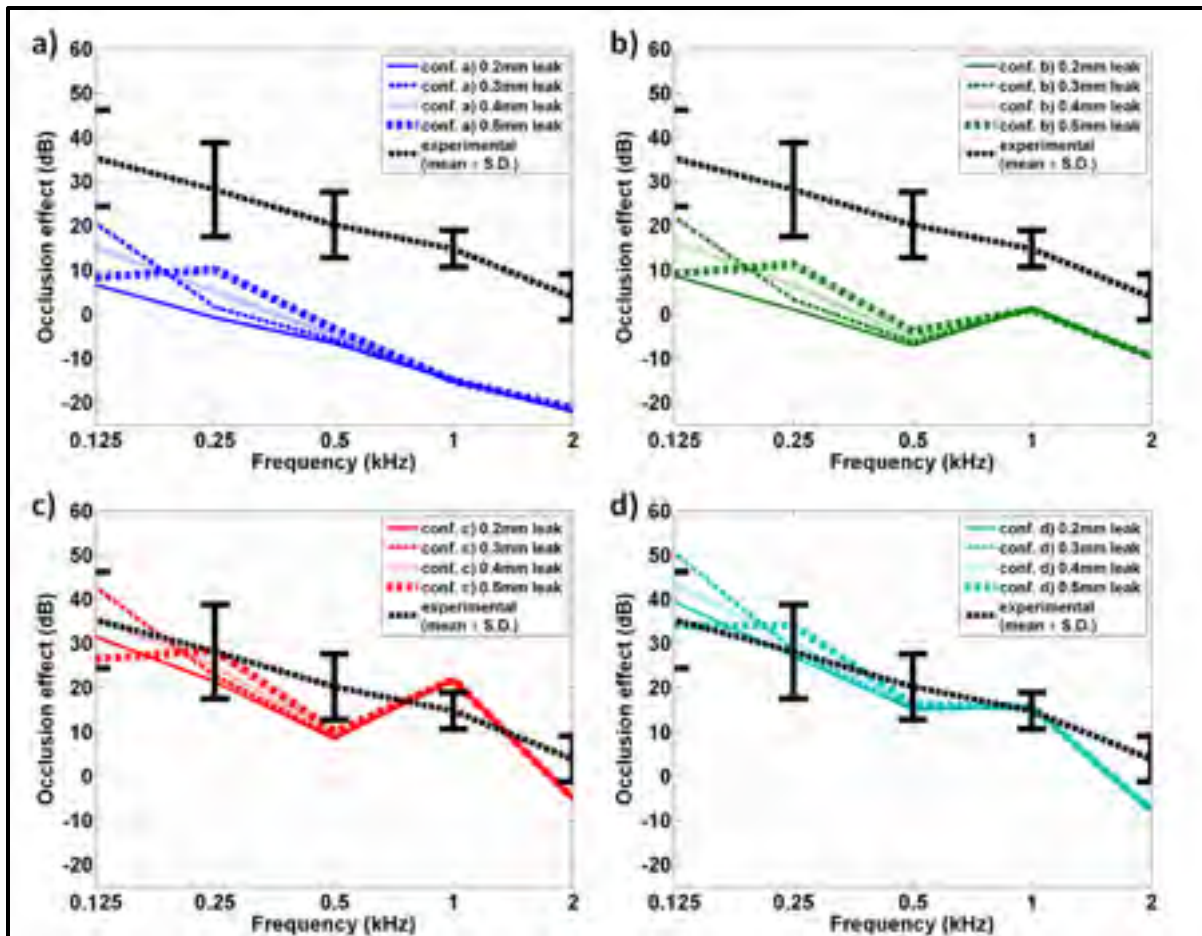 a)
60
50
40
30
20
10
0
-10
-20
Occlusion effect (dB)
conf. a) 0.2mm leak
conf. a) 0.3mm leak
conf. a) 0.4mm leak
conf. a) 0.5mm leak
experimental
(mean ± S.D.)
0.125 0.25 0.5 1 2
Frequency (kHz)
b)
60
50
40
30
20
10
0
-10
-20
Occlusion effect (dB)
conf. b) 0.2mm leak
conf. b) 0.3mm leak
conf. b) 0.4mm leak
conf. b) 0.5mm leak
experimental
(mean ± S.D.)
0.125 0.25 0.5 1 2
Frequency (kHz)
c)
60
50
40
30
20
10
0
-10
-20
Occlusion effect (dB)
conf. c) 0.2mm leak
conf. c) 0.3mm leak
conf. c) 0.4mm leak
conf. c) 0.5mm leak
experimental
(mean ± S.D.)
0.125 0.25 0.5 1 2
Frequency (kHz)
d)
60
50
40
30
20
10
0
-10
-20
Occlusion effect (dB)
conf. d) 0.2mm leak
conf. d) 0.3mm leak
conf. d) 0.4mm leak
conf. d) 0.5mm leak
experimental
(mean ± S.D.)
0.125 0.25 0.5 1 2
Frequency (kHz)